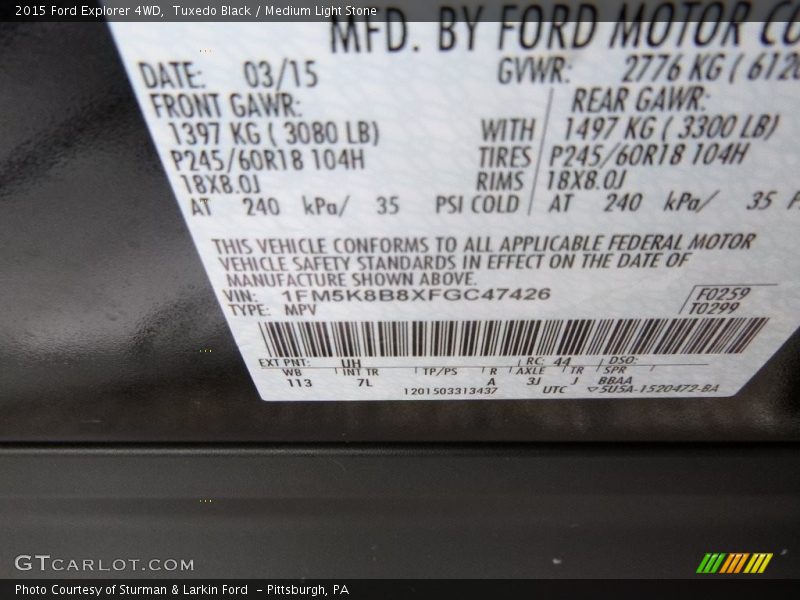 2015 Ford Explorer 4WD, Tuxedo Black / Medium Light Stone
MFD. BY FORD MOTOR CO
DATE: 03/15 GVWR: 2776 KG ( 6120
FRONT GAWR: REAR GAWR:
1397 KG ( 3080 LB) WITH 1497 KG ( 3300 LB)
P245/60R18 104H TIRES P245/60R18 104H
18X8.0J RIMS 18X8.0J
AT 240 kPa/ 35 PSI COLD AT 240 kPa/ 35 P
THIS VEHICLE CONFORMS TO ALL APPLICABLE FEDERAL MOTOR
VEHICLE SAFETY STANDARDS IN EFFECT ON THE DATE OF
MANUFACTURE SHOWN ABOVE.
VIN: 1FM5K8B8XFGC47426 F0259
TYPE: MPV T0299
EXT PNT: UH RC: 44 DSO:
WB INT TR TP/PS R AXLE TR SPR
113 7L A 3J J BBAA
1201503313437 UTC 5USA-1520472-BA
GTCARLOT.COM
Photo Courtesy of Sturman & Larkin Ford - Pittsburgh, PA